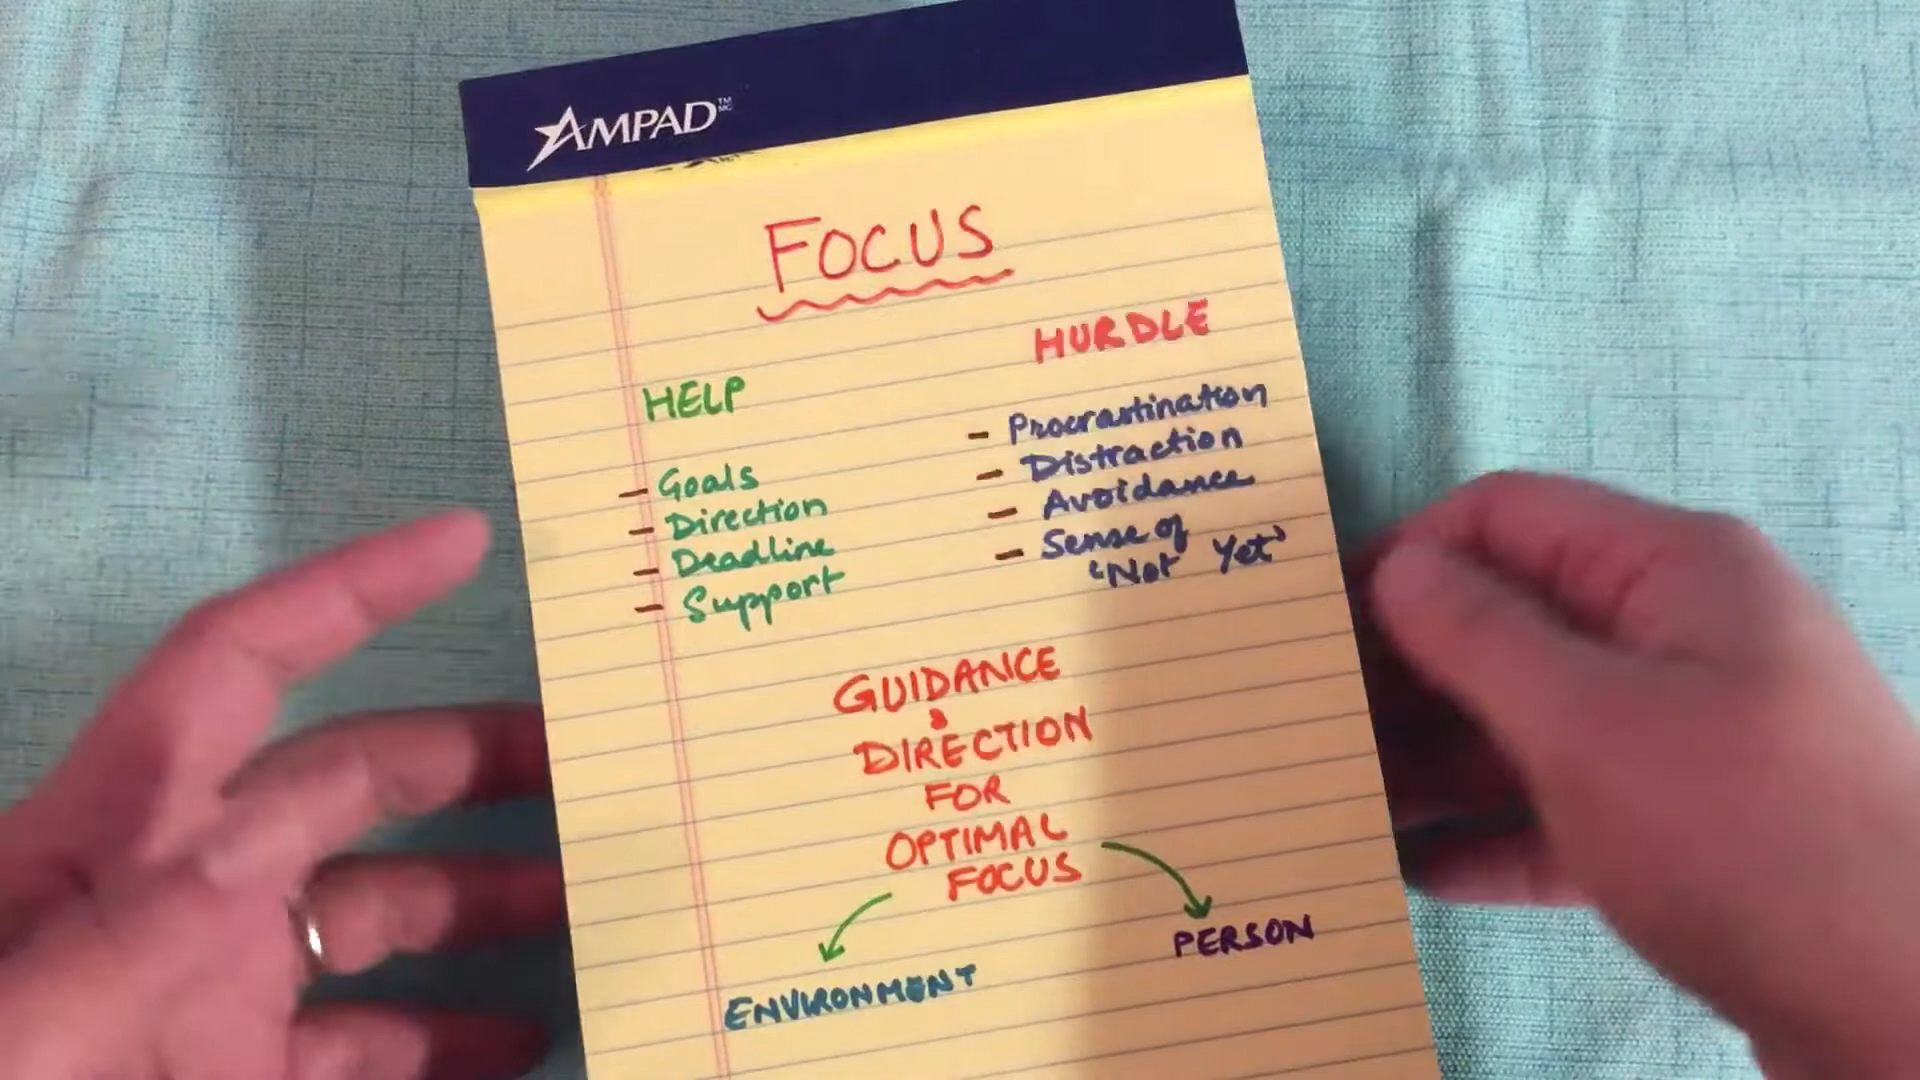 AMPAD™
FOCUS
HELP
- Goals
- Direction
- Deadline
- Support
HURDLE
- Procrastination
- Distraction
- Avoidance
- Sense of
'Not Yet'
GUIDANCE
&
DIRECTION
FOR
OPTIMAL
FOCUS
ENVIRONMENT
PERSON